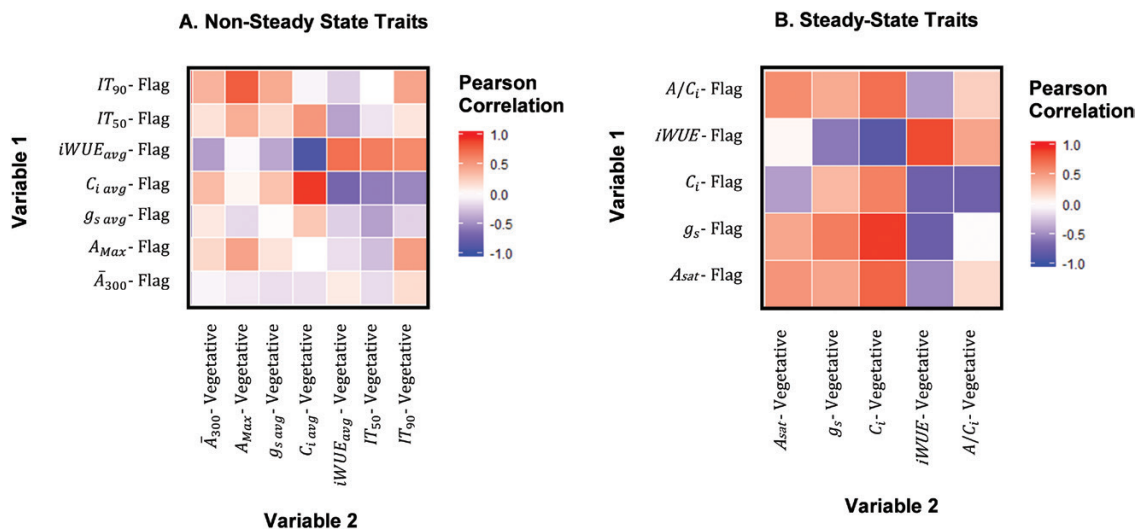 A. Non-Steady State Traits
IT90- Flag
IT50- Flag
iWUEavg- Flag
Ci avg- Flag
gs avg- Flag
AMax- Flag
Ā300- Flag
Variable 1
Ā300- Vegetative
AMax- Vegetative
gs avg- Vegetative
Ci avg- Vegetative
iWUEavg- Vegetative
IT50- Vegetative
IT90- Vegetative
Variable 2
Pearson
Correlation
1.0
0.5
0.0
-0.5
-1.0
B. Steady-State Traits
A/Ci- Flag
iWUE- Flag
Ci- Flag
gs- Flag
Asat- Flag
Variable 1
Asat- Vegetative
gs- Vegetative
Ci- Vegetative
iWUE- Vegetative
A/Ci- Vegetative
Variable 2
Pearson
Correlation
1.0
0.5
0.0
-0.5
-1.0